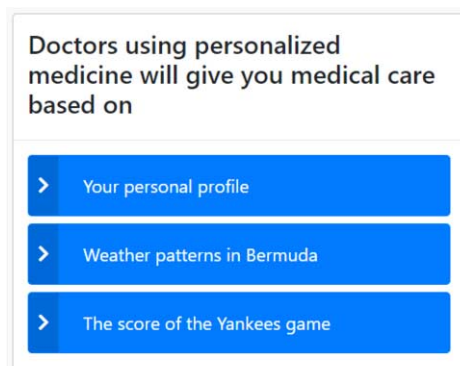 Doctors using personalized
medicine will give you medical care
based on
Your personal profile
Weather patterns in Bermuda
The score of the Yankees game